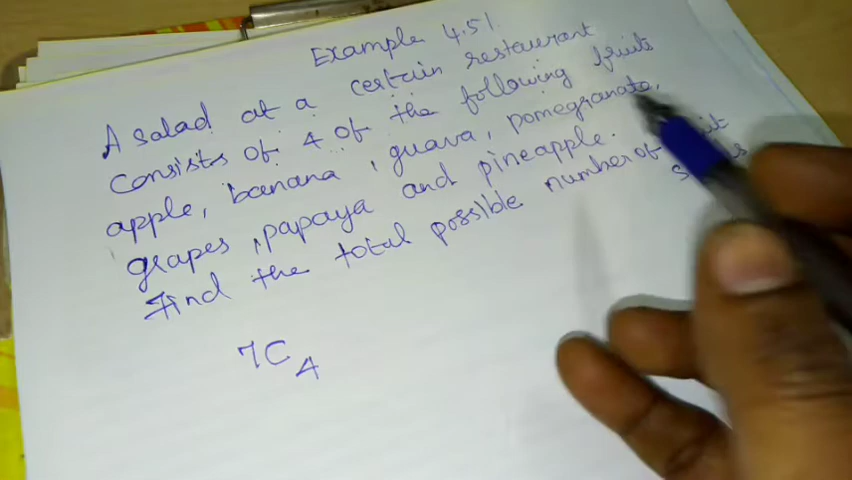 Example 4.51.
A salad at a certain restaurant
consists of 4 of the following fruits
apple, banana, guava, pomegranate,
grapes, papaya and pineapple.
Find the total possible number of
7C4